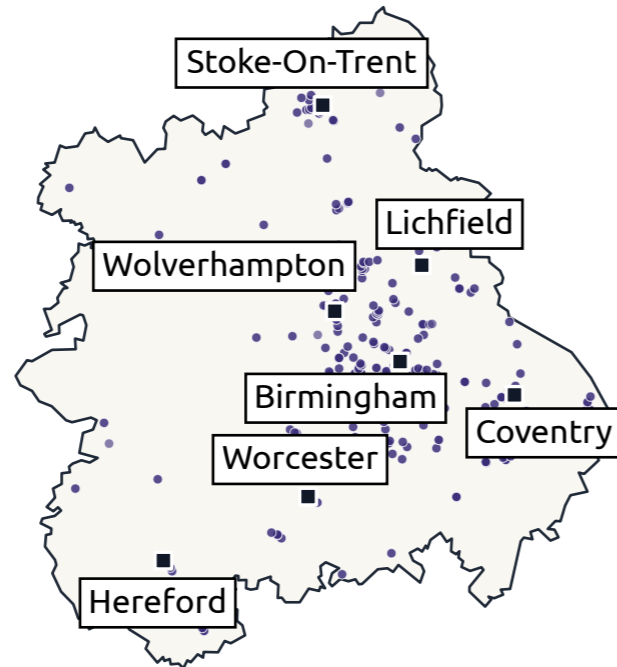 Stoke-On-Trent
Lichfield
Wolverhampton
Birmingham
Coventry
Worcester
Hereford